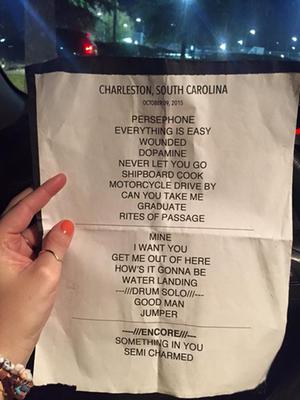 CHARLESTON, SOUTH CAROLINA
OCTOBER 09, 2015
PERSEPHONE
EVERYTHING IS EASY
WOUNDED
DOPAMINE
NEVER LET YOU GO
SHIPBOARD COOK
MOTORCYCLE DRIVE BY
CAN YOU TAKE ME
GRADUATE
RITES OF PASSAGE
MINE
I WANT YOU
GET ME OUT OF HERE
HOW'S IT GONNA BE
WATER LANDING
---///DRUM SOLO///---
GOOD MAN
JUMPER
----///ENCORE///----
SOMETHING IN YOU
SEMI CHARMED